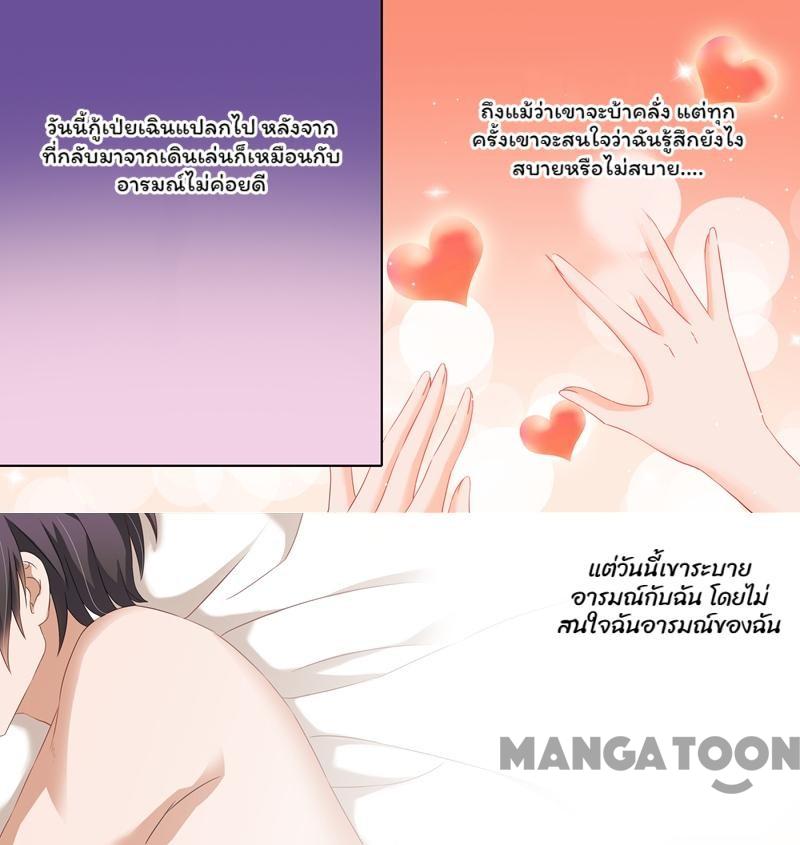 วันนี้กู้เป่ยเฉินแปลกไป หลังจาก
ที่กลับมาจากเดินเล่นก็เหมือนกับ
อารมณ์ไม่ค่อยดี
ถึงแม้ว่าเขาจะบ้าคลั่ง แต่ทุก
ครั้งเขาจะสนใจว่าฉันรู้สึกยังไง
สบายหรือไม่สบาย....
แต่วันนี้เขาระบาย
อารมณ์กับฉัน โดยไม่
สนใจฉันอารมณ์ของฉัน
MANGATOON